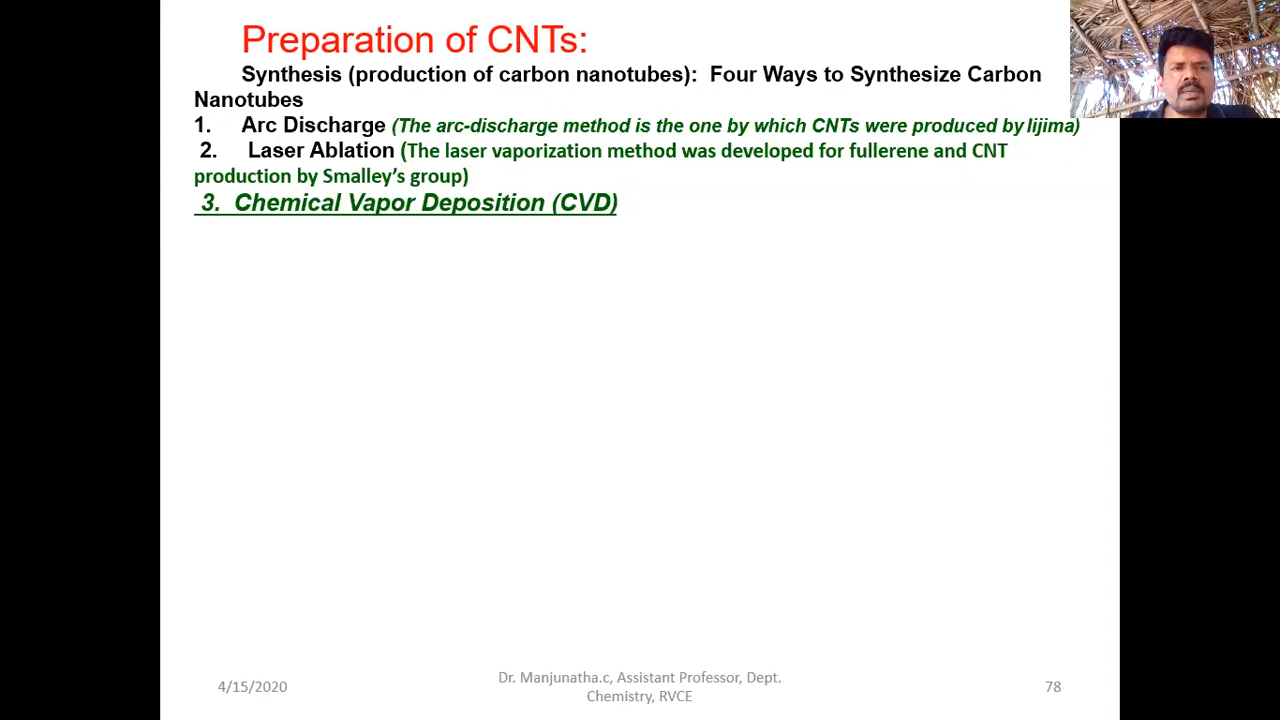 Preparation of CNTs:
Synthesis (production of carbon nanotubes): Four Ways to Synthesize Carbon
Nanotubes
1. Arc Discharge (The arc-discharge method is the one by which CNTs were produced by Iijima)
2. Laser Ablation (The laser vaporization method was developed for fullerene and CNT
production by Smalley’s group)
3. Chemical Vapor Deposition (CVD)
4/15/2020
Dr. Manjunatha.c, Assistant Professor, Dept.
Chemistry, RVCE
78